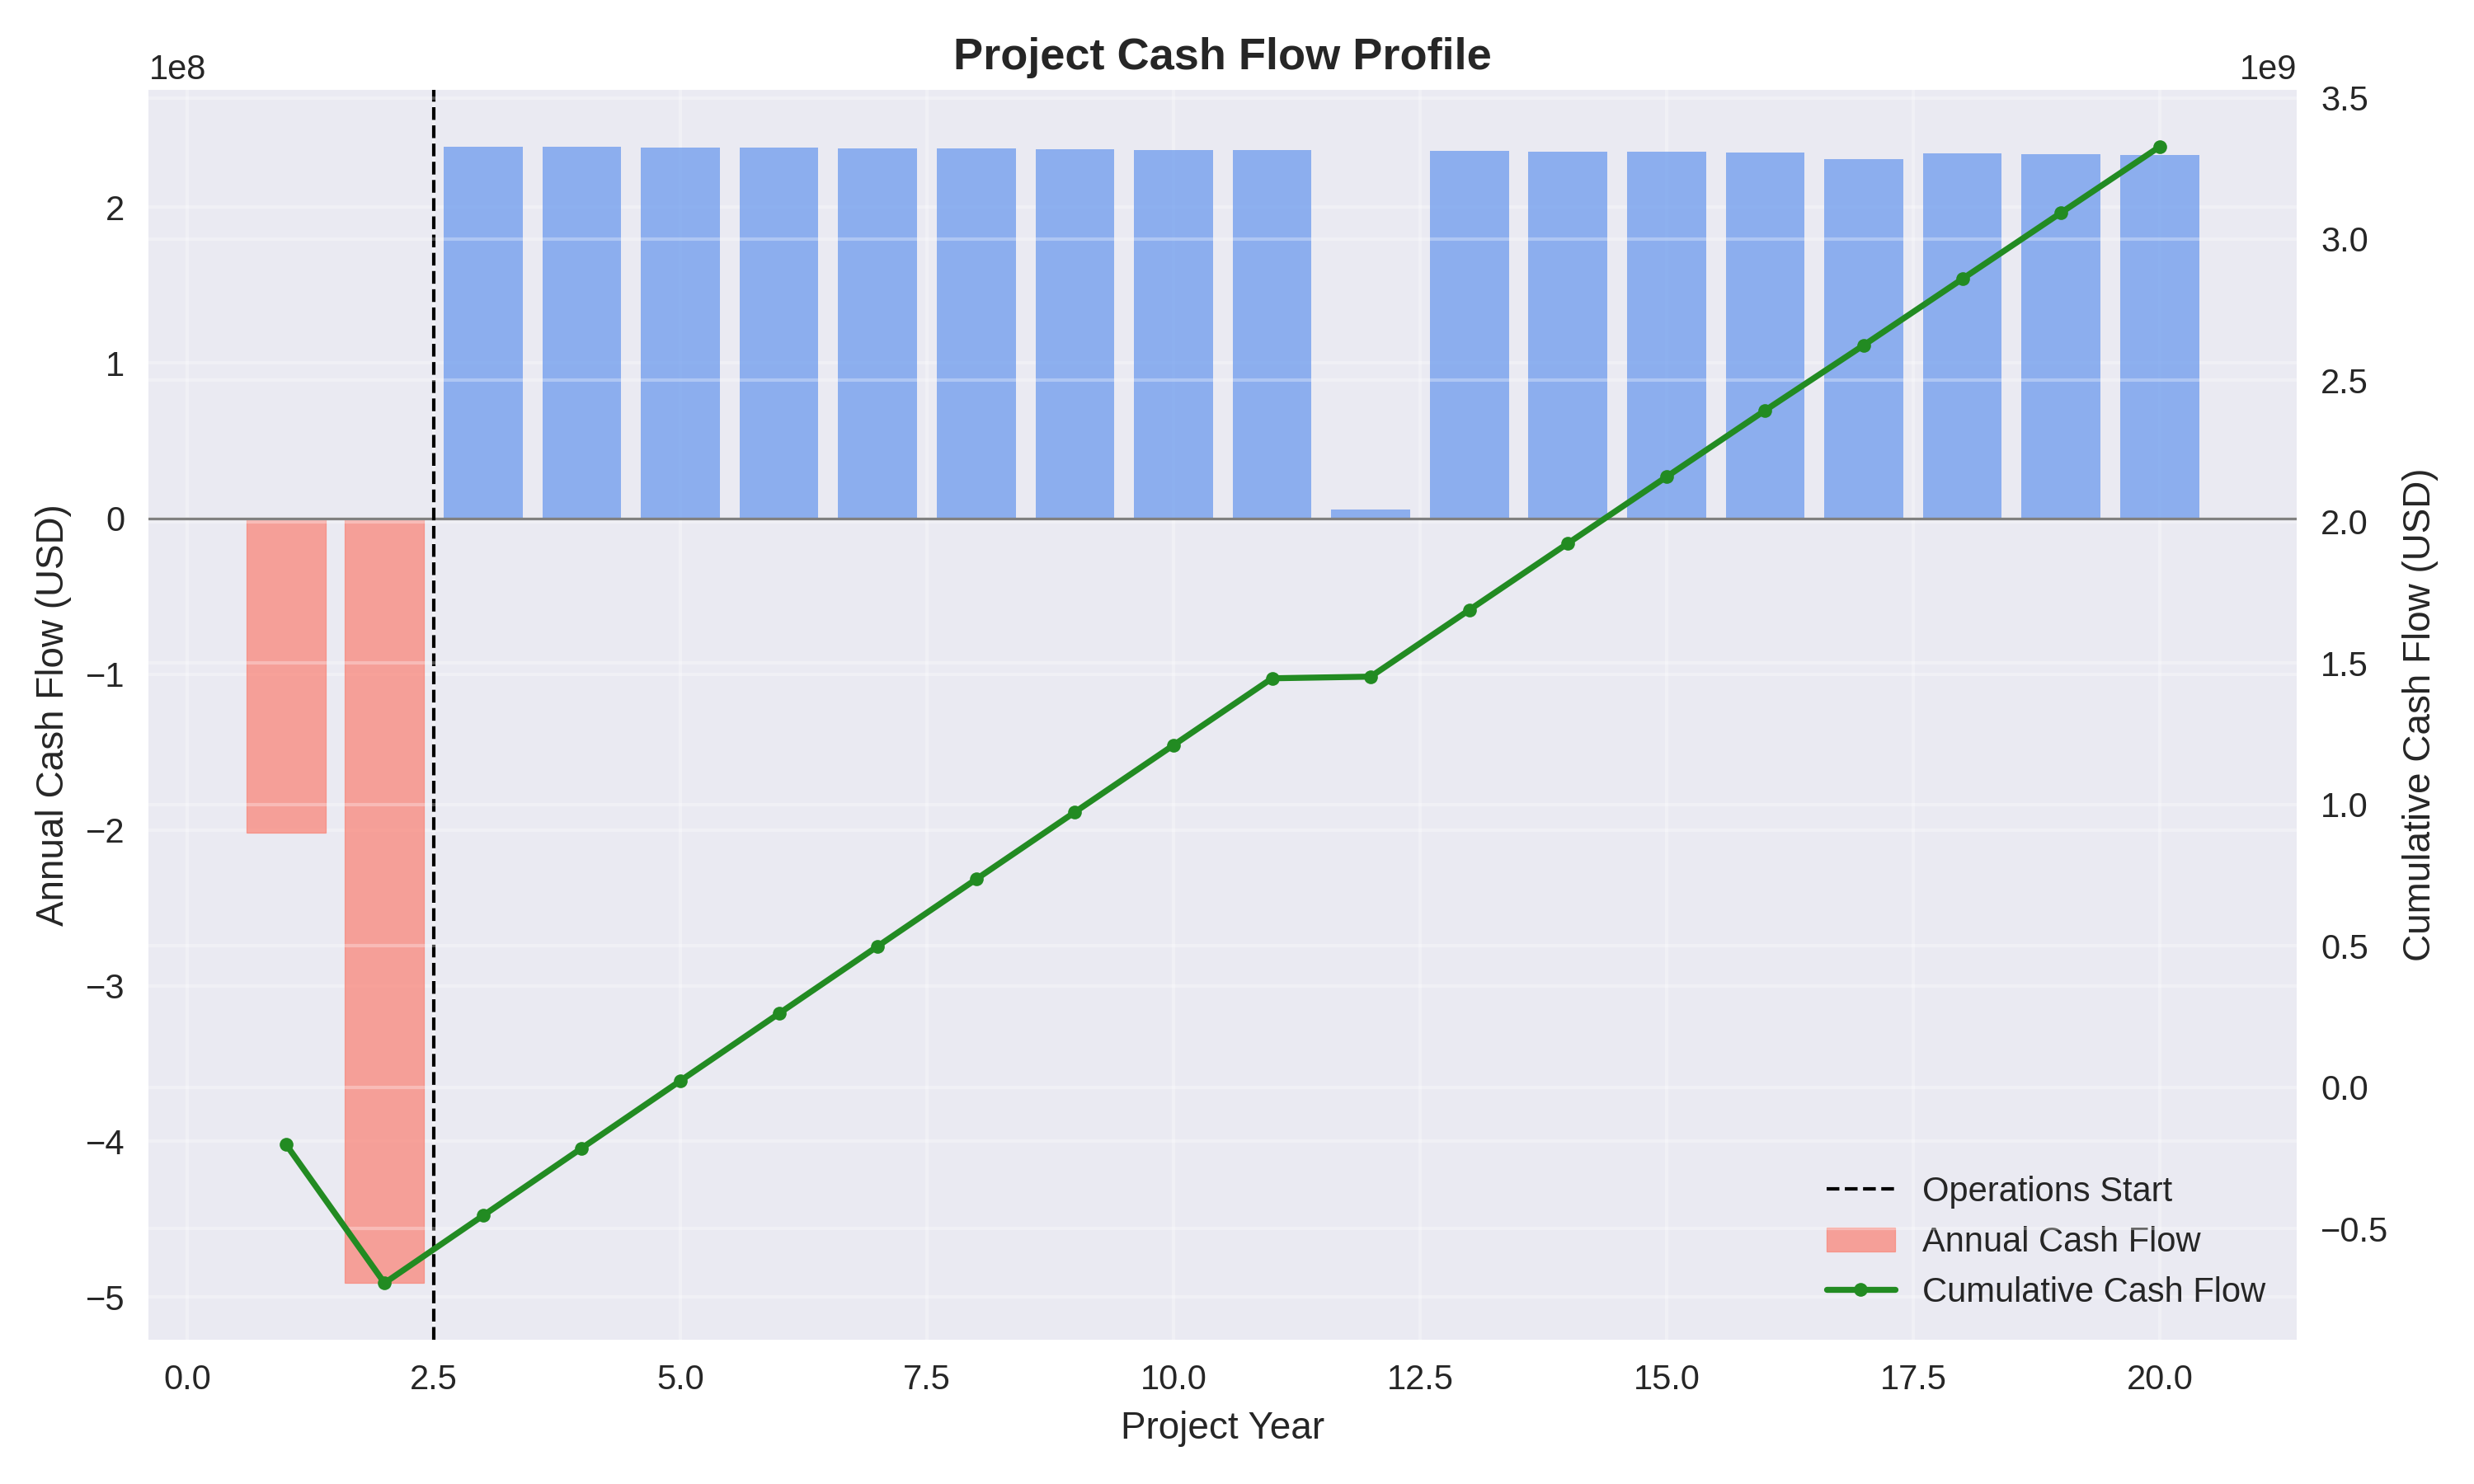 Project Cash Flow Profile
1e8
1e9
Annual Cash Flow (USD)
2
1
0
−1
−2
−3
−4
−5
3.5
3.0
2.5
2.0
1.5
1.0
0.5
0.0
−0.5
Cumulative Cash Flow (USD)
Operations Start
Annual Cash Flow
Cumulative Cash Flow
0.0 2.5 5.0 7.5 10.0 12.5 15.0 17.5 20.0
Project Year